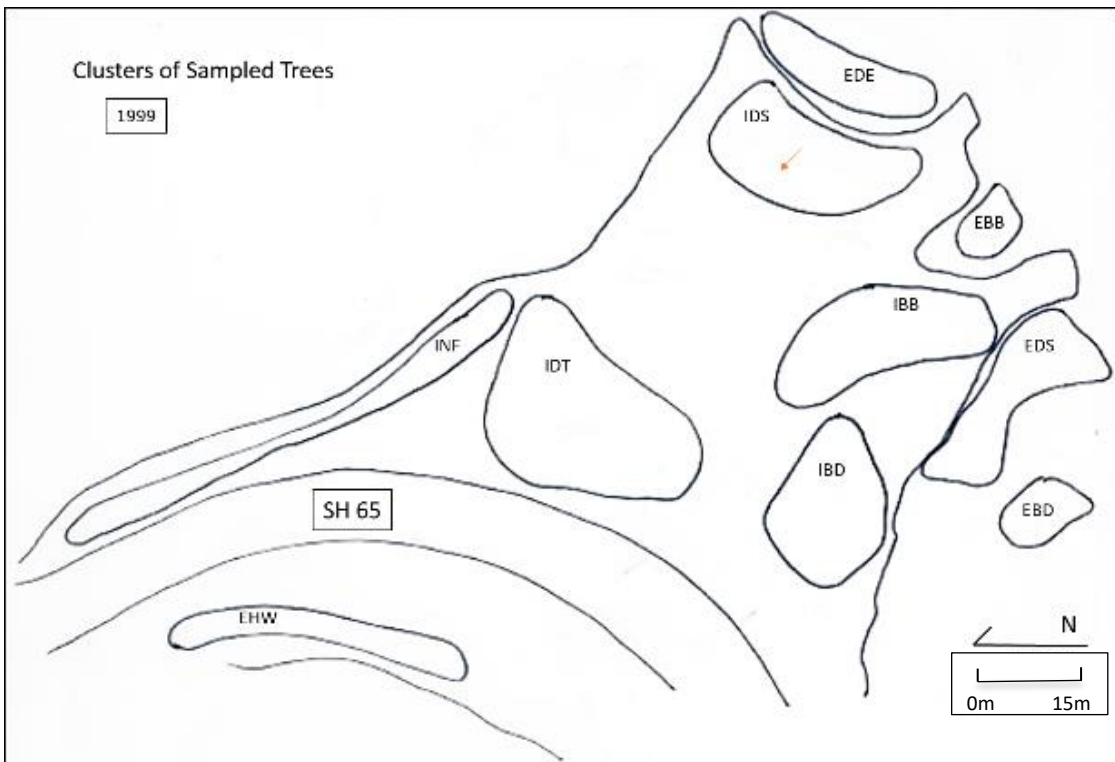 Clusters of Sampled Trees
1999
EDE
IDS
EBB
IBB
EDS
INF
IDT
IBD
SH 65
EBD
EHW
N
0m 15m